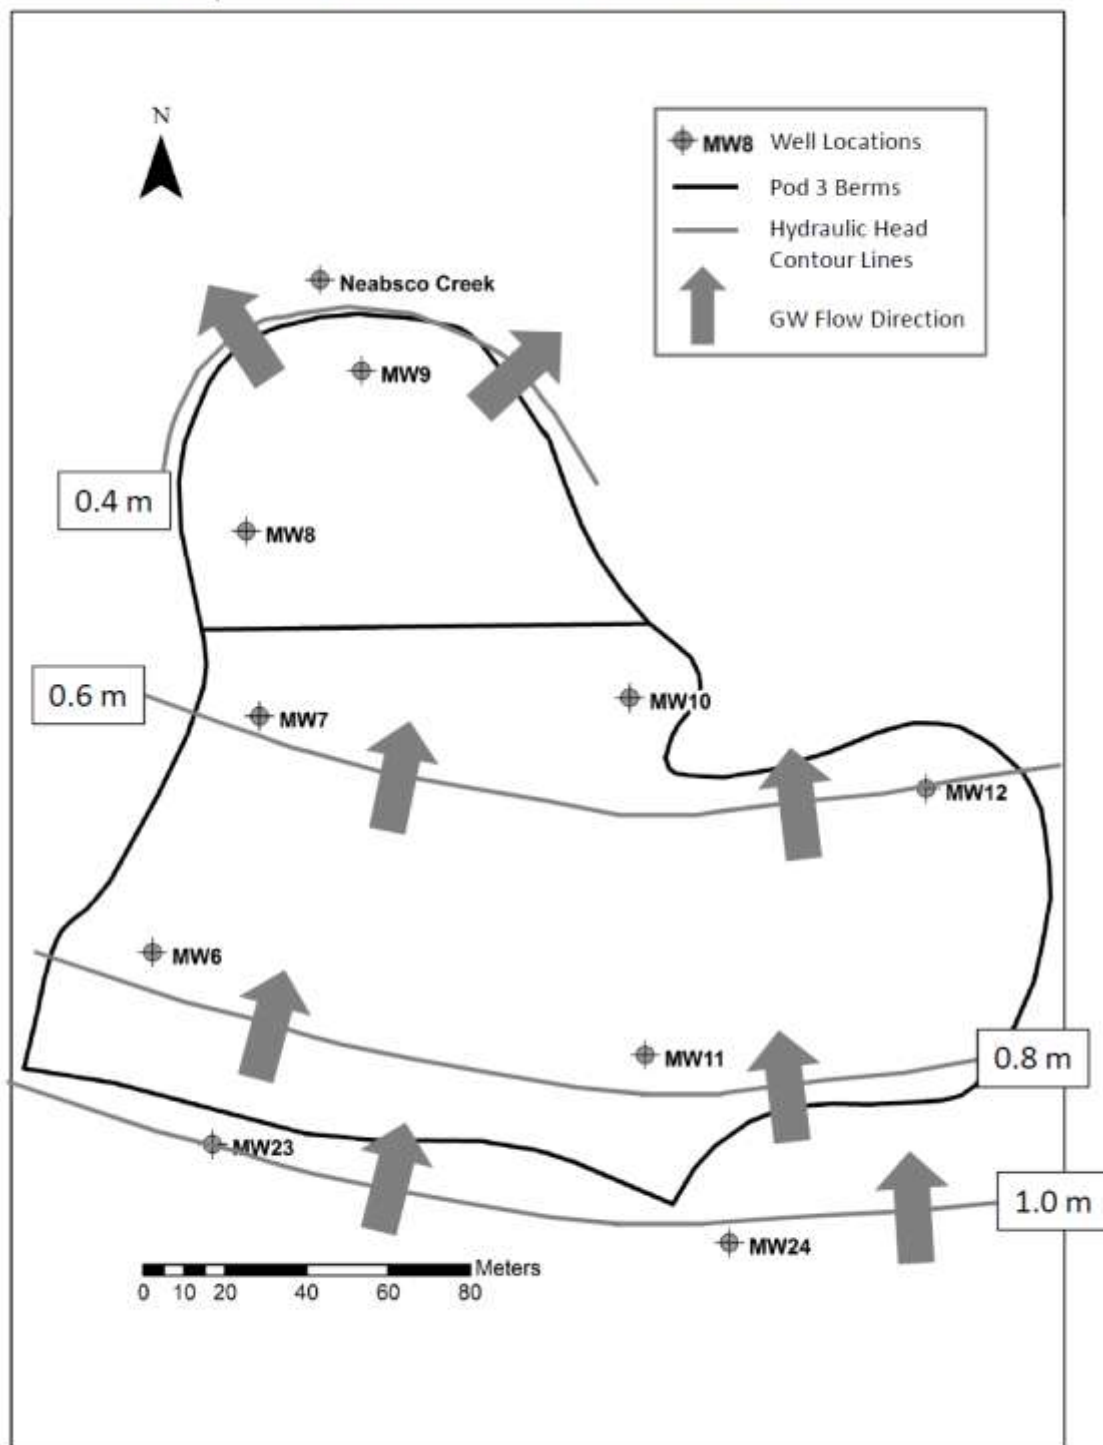 N
MW8 Well Locations
Pod 3 Berms
Hydraulic Head
Contour Lines
GW Flow Direction
Neabsco Creek
MW9
0.4 m
MW8
0.6 m
MW7
MW10
MW12
MW6
MW11
0.8 m
MW23
1.0 m
MW24
Meters
0 10 20 40 60 80